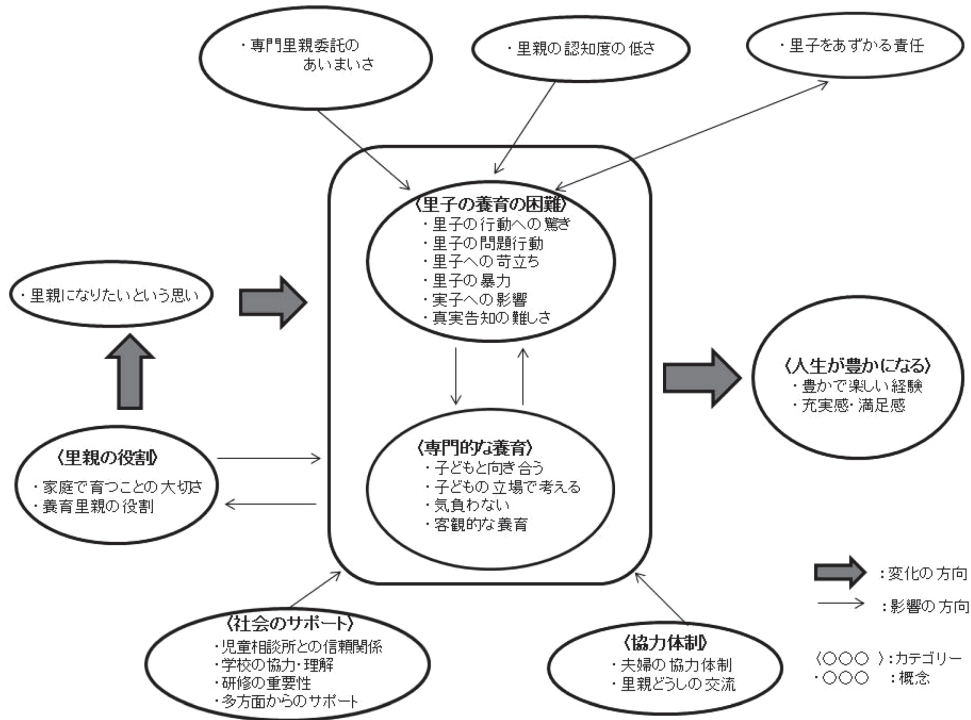 ・専門里親委託の
あいまいさ
・里親の認知度の低さ
・里子をあずかる責任
〈里子の養育の困難〉
・里子の行動への驚き
・里子の問題行動
・里子への苛立ち
・里子の暴力
・実子への影響
・真実告知の難しさ
・里親になりたいという思い
〈人生が豊かになる〉
・豊かで楽しい経験
・充実感・満足感
〈里親の役割〉
・家庭で育つことの大切さ
・養育里親の役割
〈専門的な養育〉
・子どもと向き合う
・子どもの立場で考える
・気負わない
・客観的な養育
〈社会のサポート〉
・児童相談所との信頼関係
・学校の協力・理解
・研修の重要性
・多方面からのサポート
〈協力体制〉
・夫婦の協力体制
・里親どうしの交流
：変化の方向
：影響の方向
〈○○○ 〉：カテゴリー
・○○○ ：概念